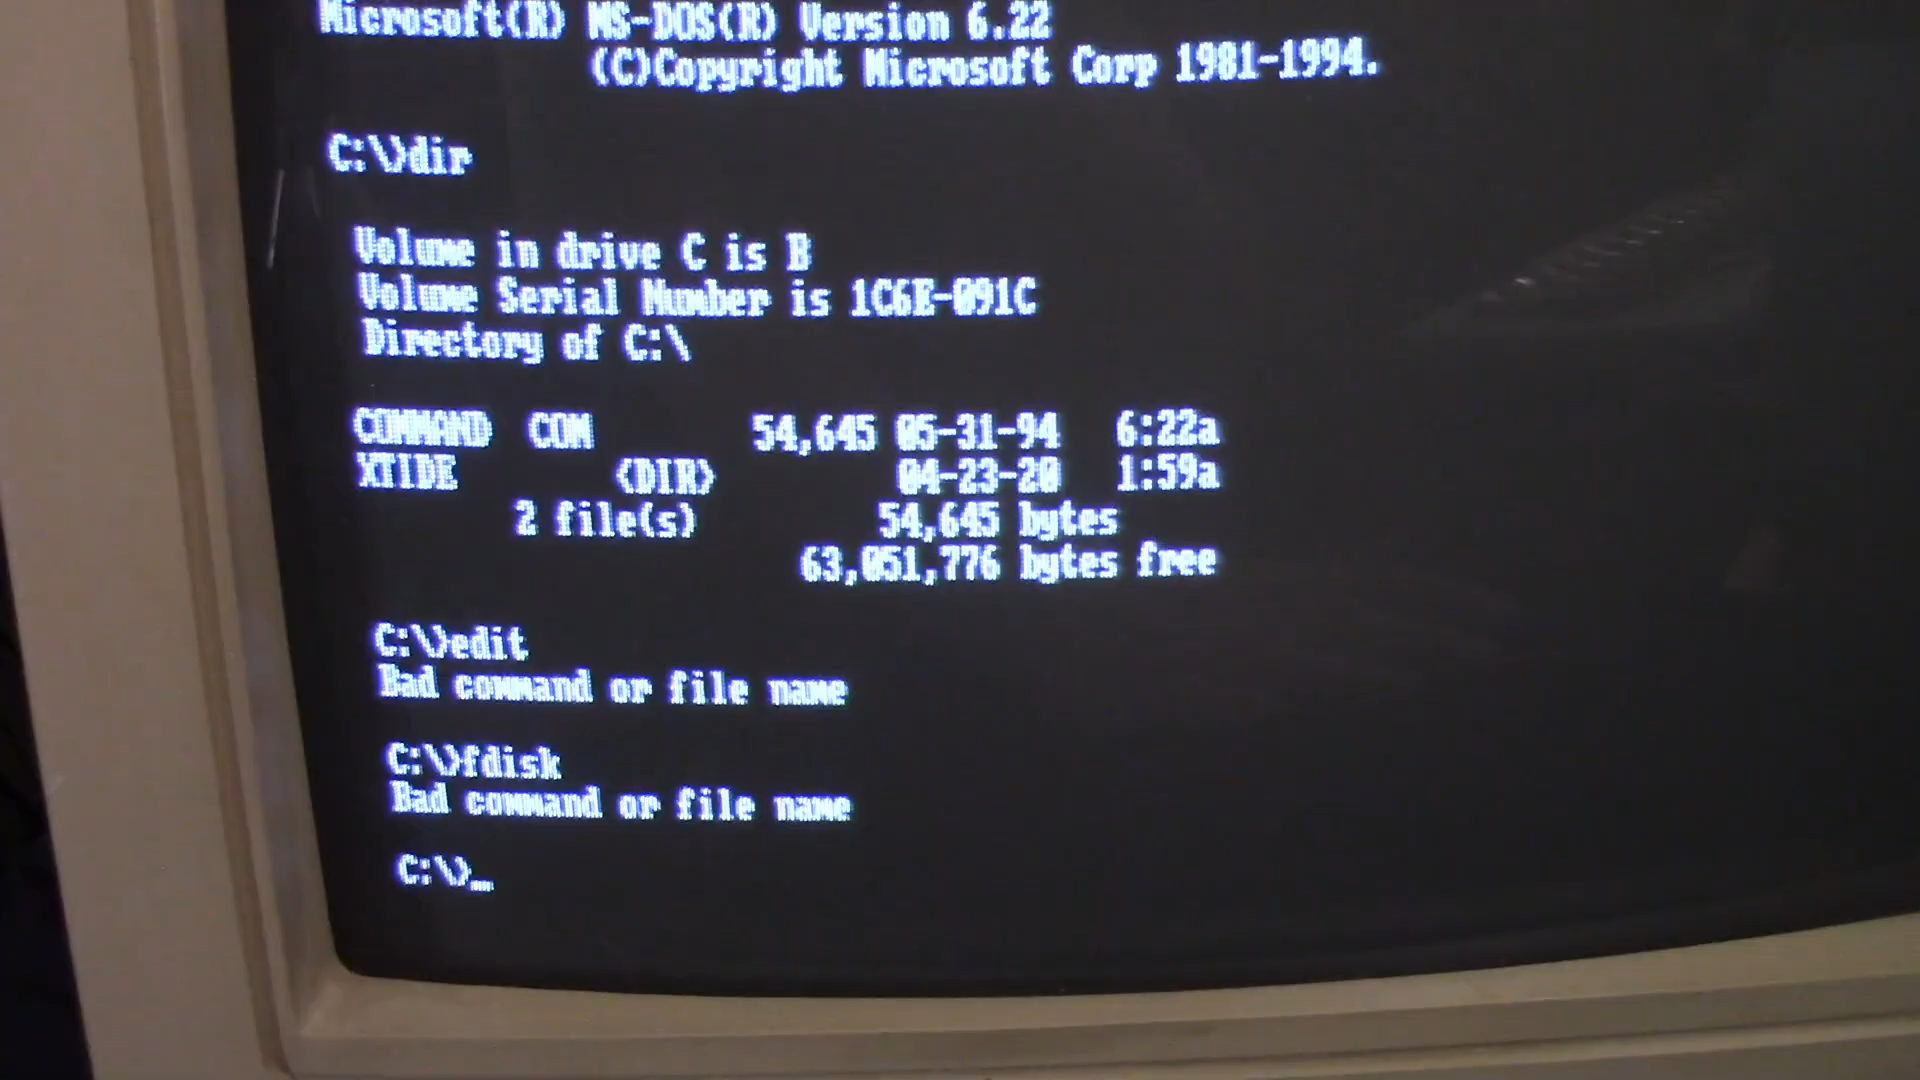 Microsoft(R) MS-DOS(R) Version 6.22
(C)Copyright Microsoft Corp 1981-1994.
C:\>dir
Volume in drive C is B
Volume Serial Number is 1C6E-091C
Directory of C:\
COMMAND COM 54,645 05-31-94 6:22a
XTIDE <DIR> 04-23-20 1:59a
2 file(s) 54,645 bytes
63,051,776 bytes free
C:\>edit
Bad command or file name
C:\>fdisk
Bad command or file name
C:\>_